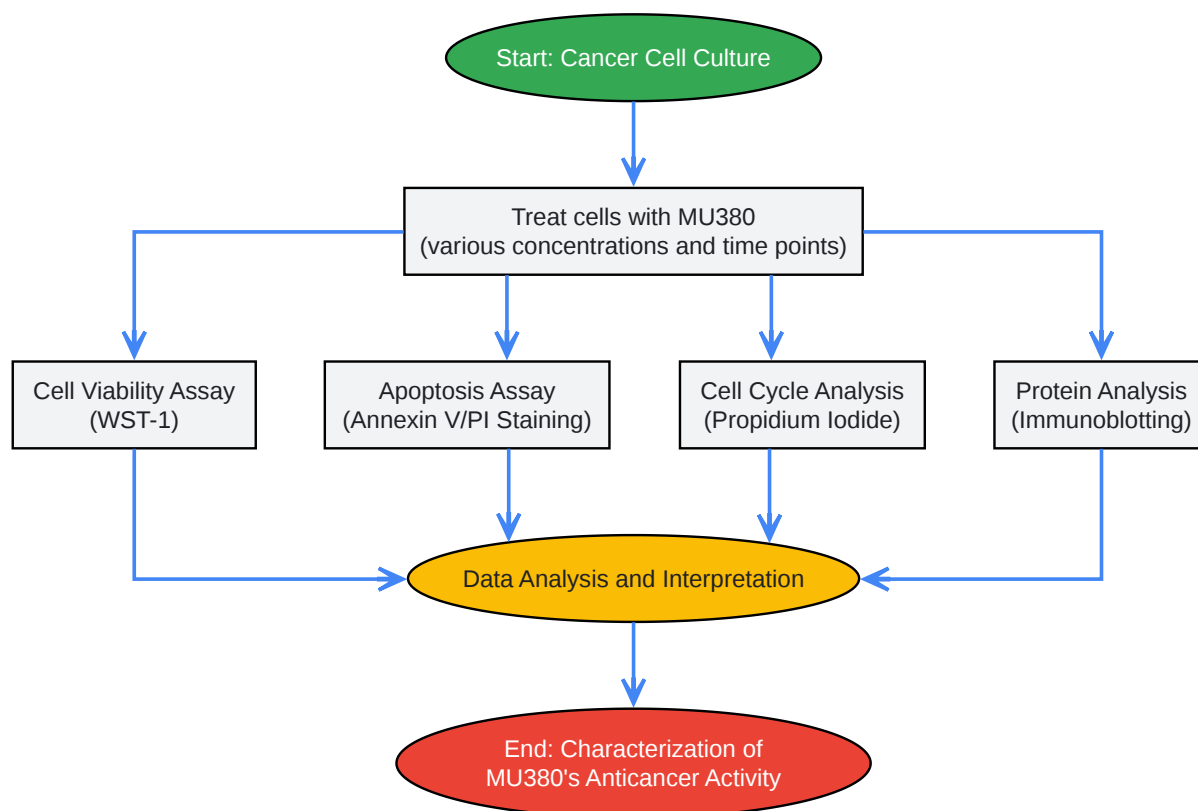 Start: Cancer Cell Culture
Treat cells with MU380
(various concentrations and time points)
Cell Viability Assay
(WST-1)
Apoptosis Assay
(Annexin V/PI Staining)
Cell Cycle Analysis
(Propidium Iodide)
Protein Analysis
(Immunoblotting)
Data Analysis and Interpretation
End: Characterization of
MU380's Anticancer Activity